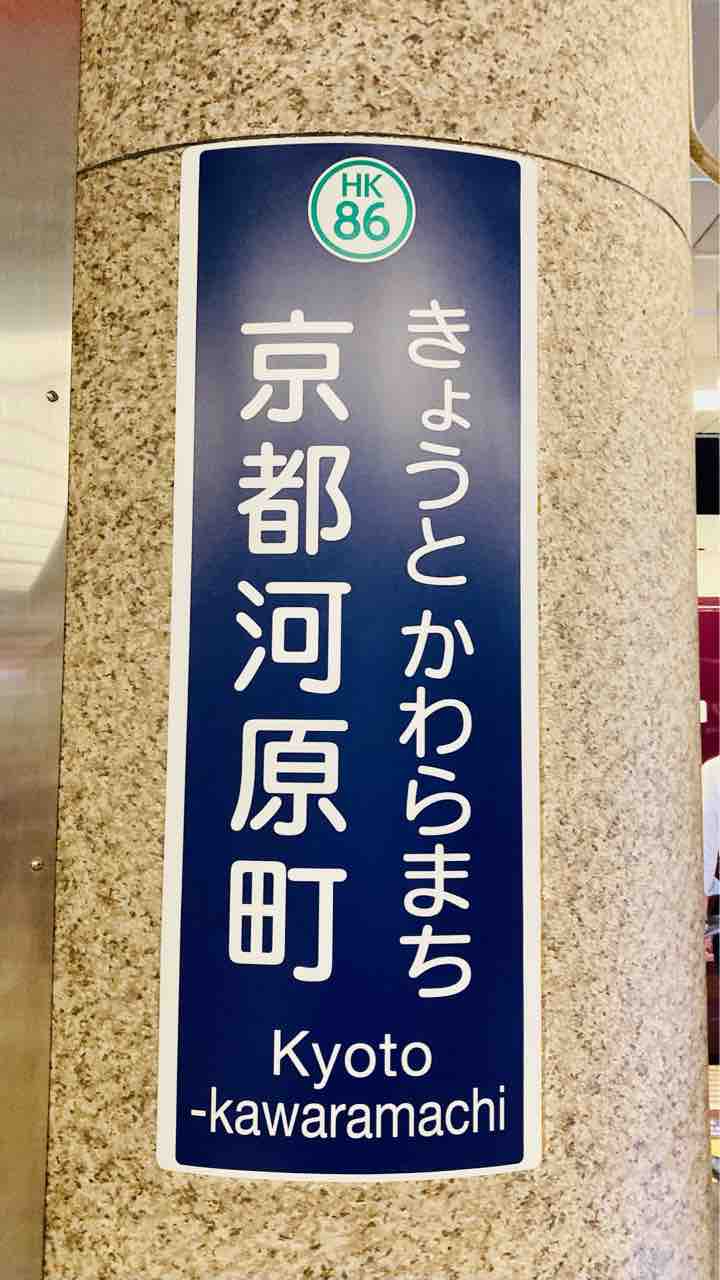 HK
86
きょうと かわらまち
京都河原町
Kyoto
-kawaramachi